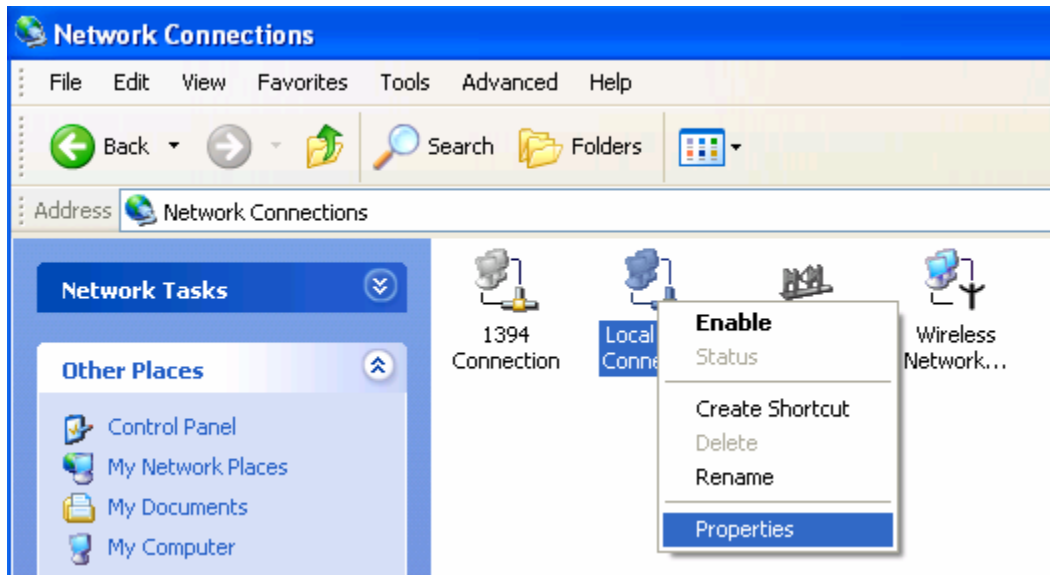 Network Connections
File Edit View Favorites Tools Advanced Help
Back Search Folders
Address Network Connections
Network Tasks
Other Places
Control Panel
My Network Places
My Documents
My Computer
1394
Connection
Local
Conne
Wireless
Network...
Enable
Status
Create Shortcut
Delete
Rename
Properties